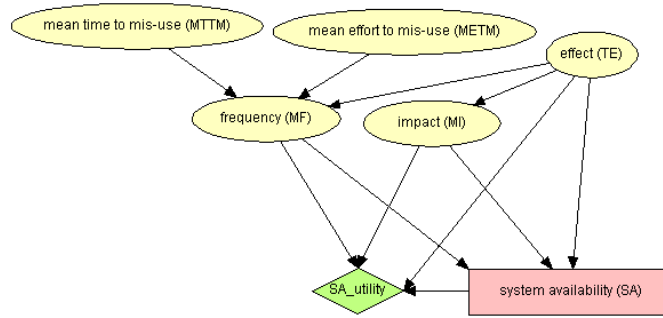 mean time to mis-use (MTTM)
mean effort to mis-use (METM)
effect (TE)
frequency (MF)
impact (MI)
SA_utility
system availability (SA)